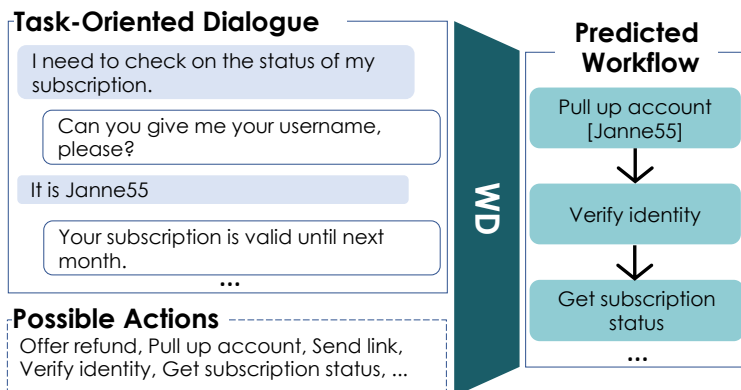 Task-Oriented Dialogue
I need to check on the status of my
subscription.
Can you give me your username,
please?
It is Janne55
Your subscription is valid until next
month.
...
Possible Actions
Offer refund, Pull up account, Send link,
Verify identity, Get subscription status, ...
WD
Predicted
Workflow
Pull up account
[Janne55]
Verify identity
Get subscription
status
...